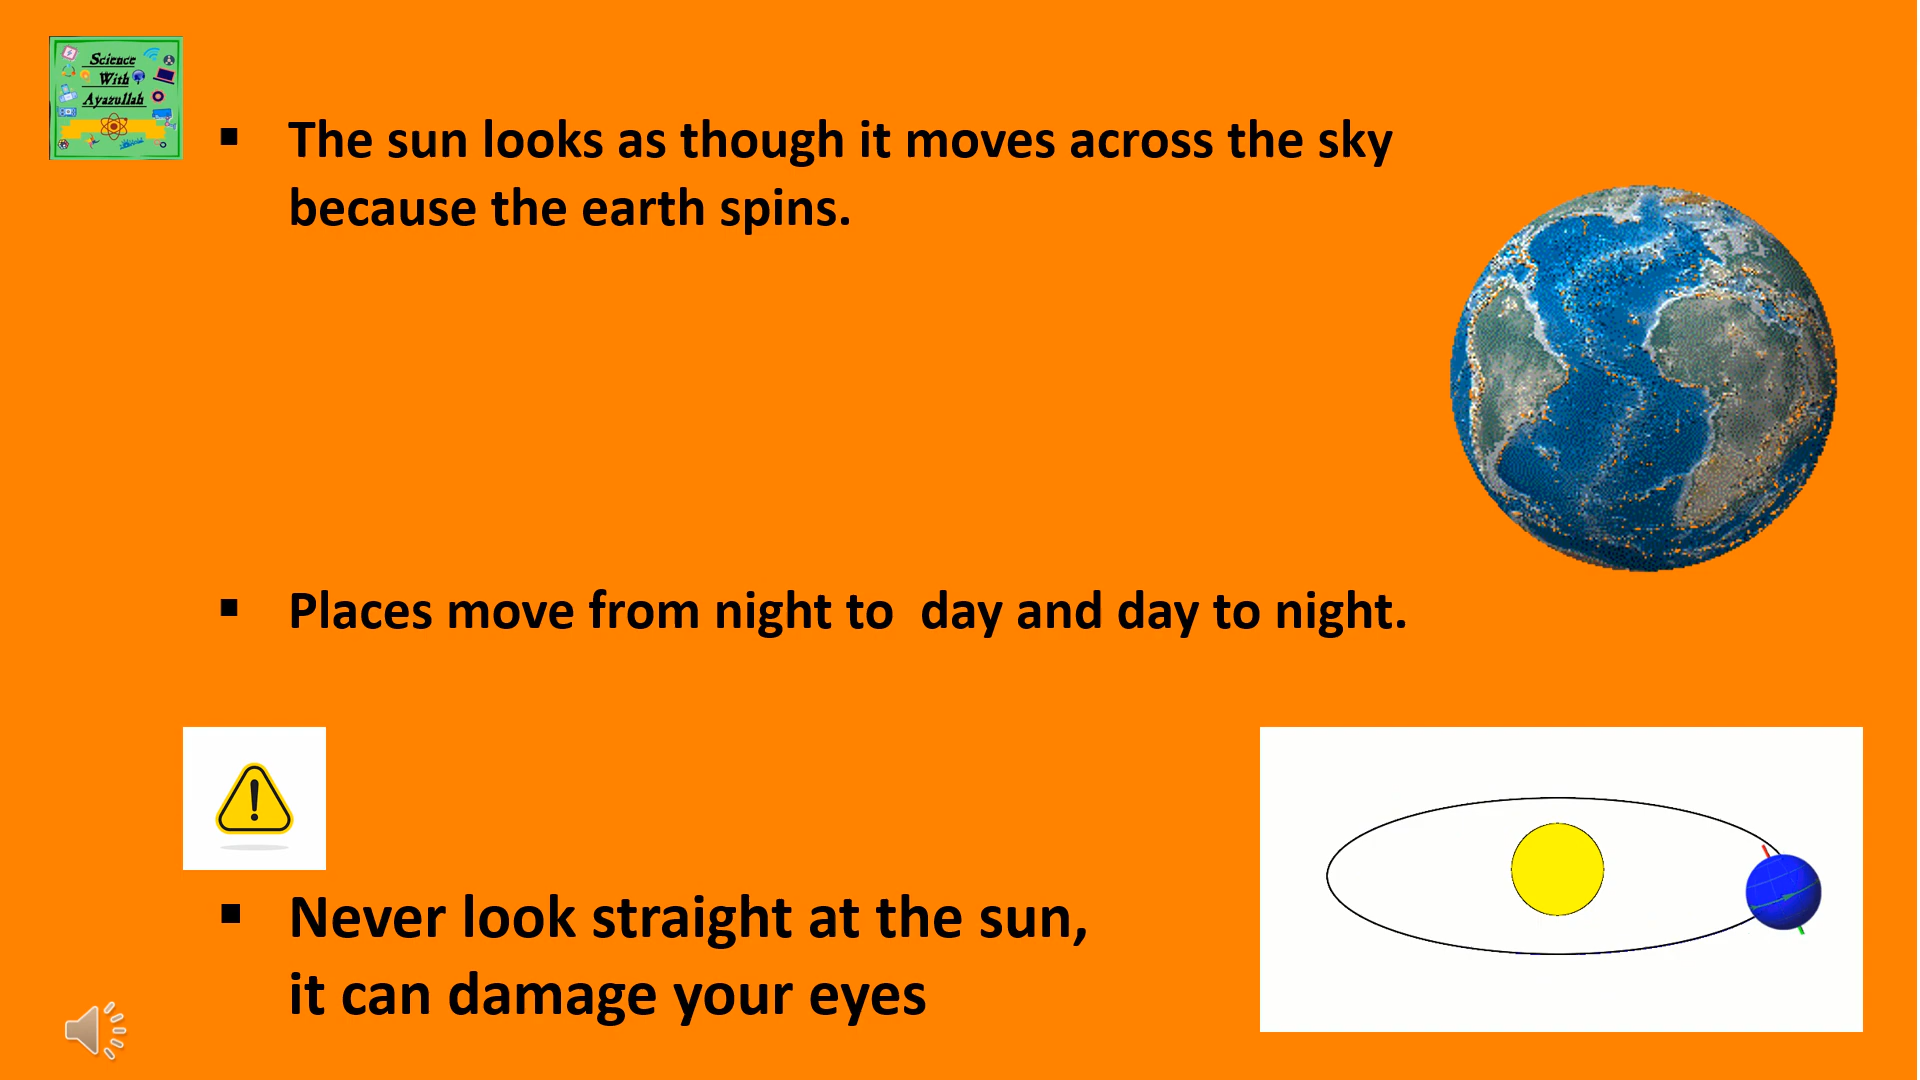 Science
With
Ayazullah
▪ The sun looks as though it moves across the sky
because the earth spins.
▪ Places move from night to  day and day to night.
▪ Never look straight at the sun,
it can damage your eyes